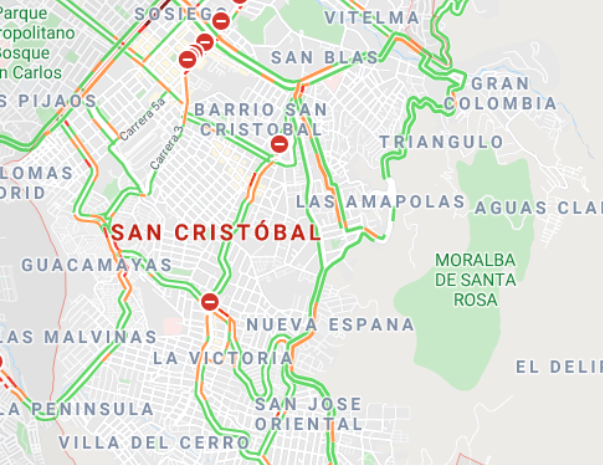 SOSIEGO
VITELMA
Parque
ropolitano
Bosque
n Carlos
SAN BLAS
GRAN
COLOMBIA
S PIJAOS
Carrera 5a
BARRIO SAN
CRISTOBAL
Carrera 3
TRIANGULO
LOMAS
DRID
LAS AMAPOLAS
AGUAS CLA
SAN CRISTÓBAL
GUACAMAYAS
MORALBA
DE SANTA
ROSA
NUEVA ESPANA
LAS MALVINAS
LA VICTORIA
EL DELI
LA PENINSULA
SAN JOSE
ORIENTAL
VILLA DEL CERRO